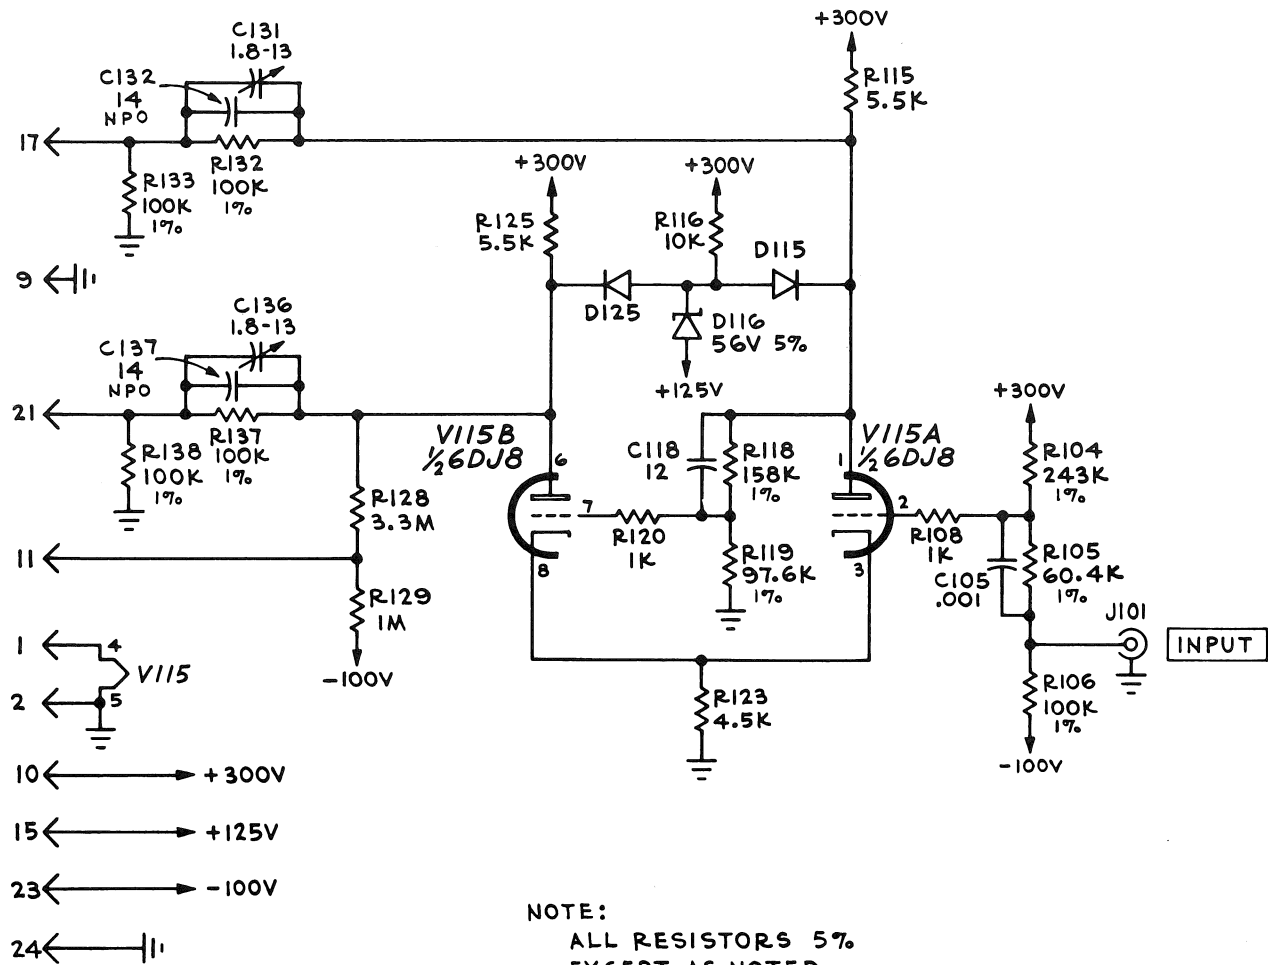 C131
1.8-13
C132
14
NPO
17
R132
100K
1%
R133
100K
1%
+300V
R115
5.5K
+300V
R125
5.5K
+300V
R116
10K
D115
D125
D116
56V 5%
+125V
9
C136
1.8-13
C137
14
NPO
21
R137
100K
1%
R138
100K
1%
V115B
1/2 6DJ8
6
7
8
C118
12
R118
158K
1%
R120
1K
R119
97.6K
1%
V115A
1/2 6DJ8
1
2
3
R108
1K
+300V
R104
243K
1%
C105
.001
R105
60.4K
1%
J101
INPUT
R106
100K
1%
-100V
R128
3.3M
11
R129
1M
-100V
R123
4.5K
1
4
V115
2
5
10
+300V
15
+125V
23
-100V
24
NOTE:
ALL RESISTORS 5%
EXCEPT AS NOTED